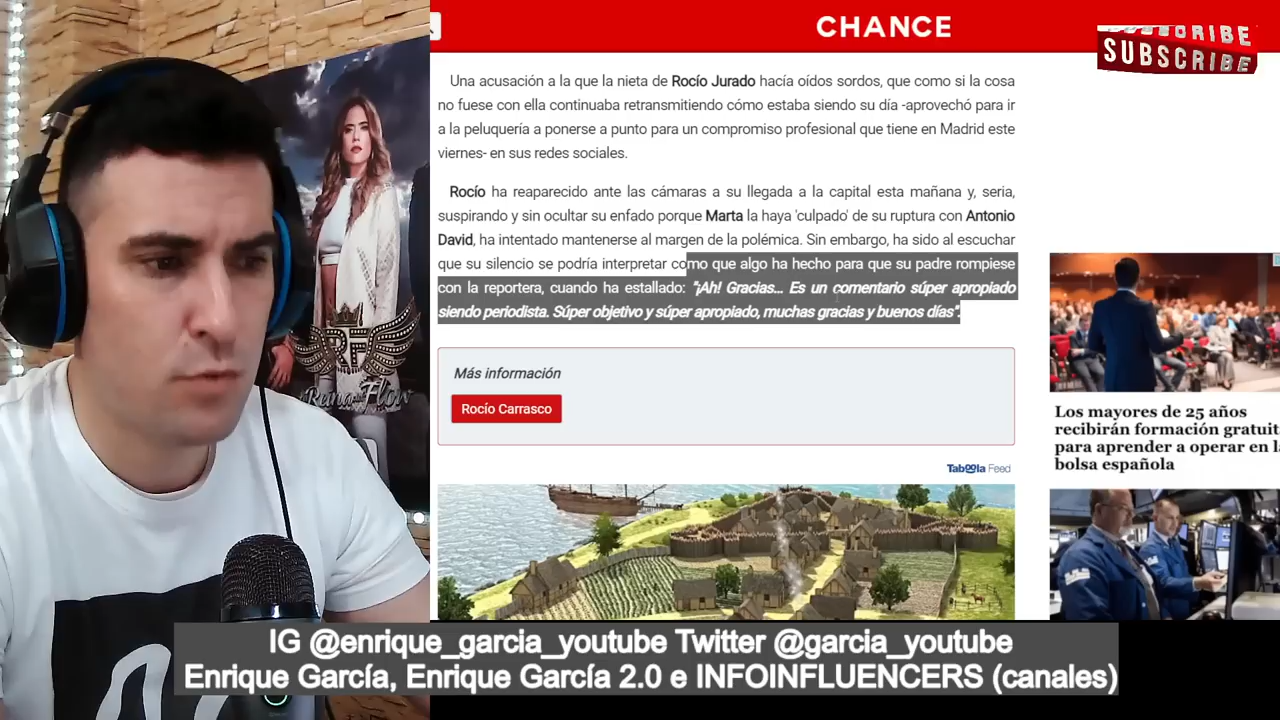 CHANCE
SUBSCRIBE
SUBSCRIBE
Una acusación a la que la nieta de Rocío Jurado hacía oídos sordos, que como si la cosa
no fuese con ella continuaba retransmitiendo cómo estaba siendo su día -aprovechó para ir
a la peluquería a ponerse a punto para un compromiso profesional que tiene en Madrid este
viernes- en sus redes sociales.
Rocío ha reaparecido ante las cámaras a su llegada a la capital esta mañana y, seria,
suspirando y sin ocultar su enfado porque Marta la haya 'culpado' de su ruptura con Antonio
David, ha intentado mantenerse al margen de la polémica. Sin embargo, ha sido al escuchar
que su silencio se podría interpretar como que algo ha hecho para que su padre rompiese
con la reportera, cuando ha estallado: "¡Ah! Gracias... Es un comentario súper apropiado
siendo periodista. Súper objetivo y súper apropiado, muchas gracias y buenos días".
Más información
Rocío Carrasco
Taboola Feed
Los mayores de 25 años
recibirán formación gratuit
para aprender a operar en l
bolsa española
RF
Reina Flow
IG @enrique_garcia_youtube Twitter @garcia_youtube
Enrique García, Enrique García 2.0 e INFOINFLUENCERS (canales)